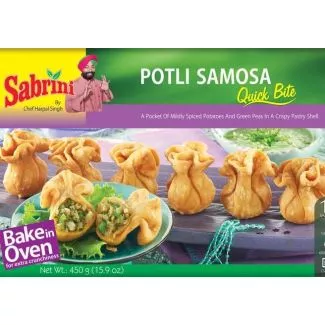 Sabrini
By
Chef Harpal Singh
POTLI SAMOSA
Quick Bite
A Pocket Of Mildly Spiced Potatoes And Green Peas In A Crispy Pastry Shell
Bake in
Oven
for extra crunchiness
Net Wt.: 450 g (15.9 oz)